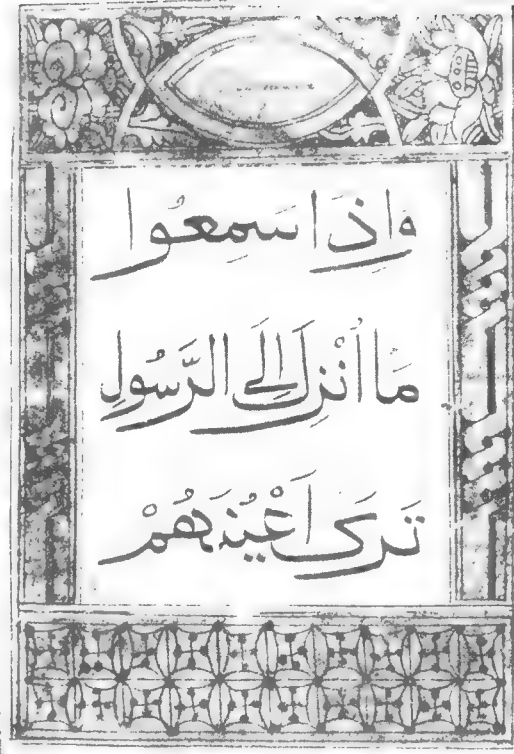 وَاِذَا سَمِعُوا
مَا اُنْزِلَ اِلَى الرَّسُولِ
تَرَى اَعْيُنَهُمْ